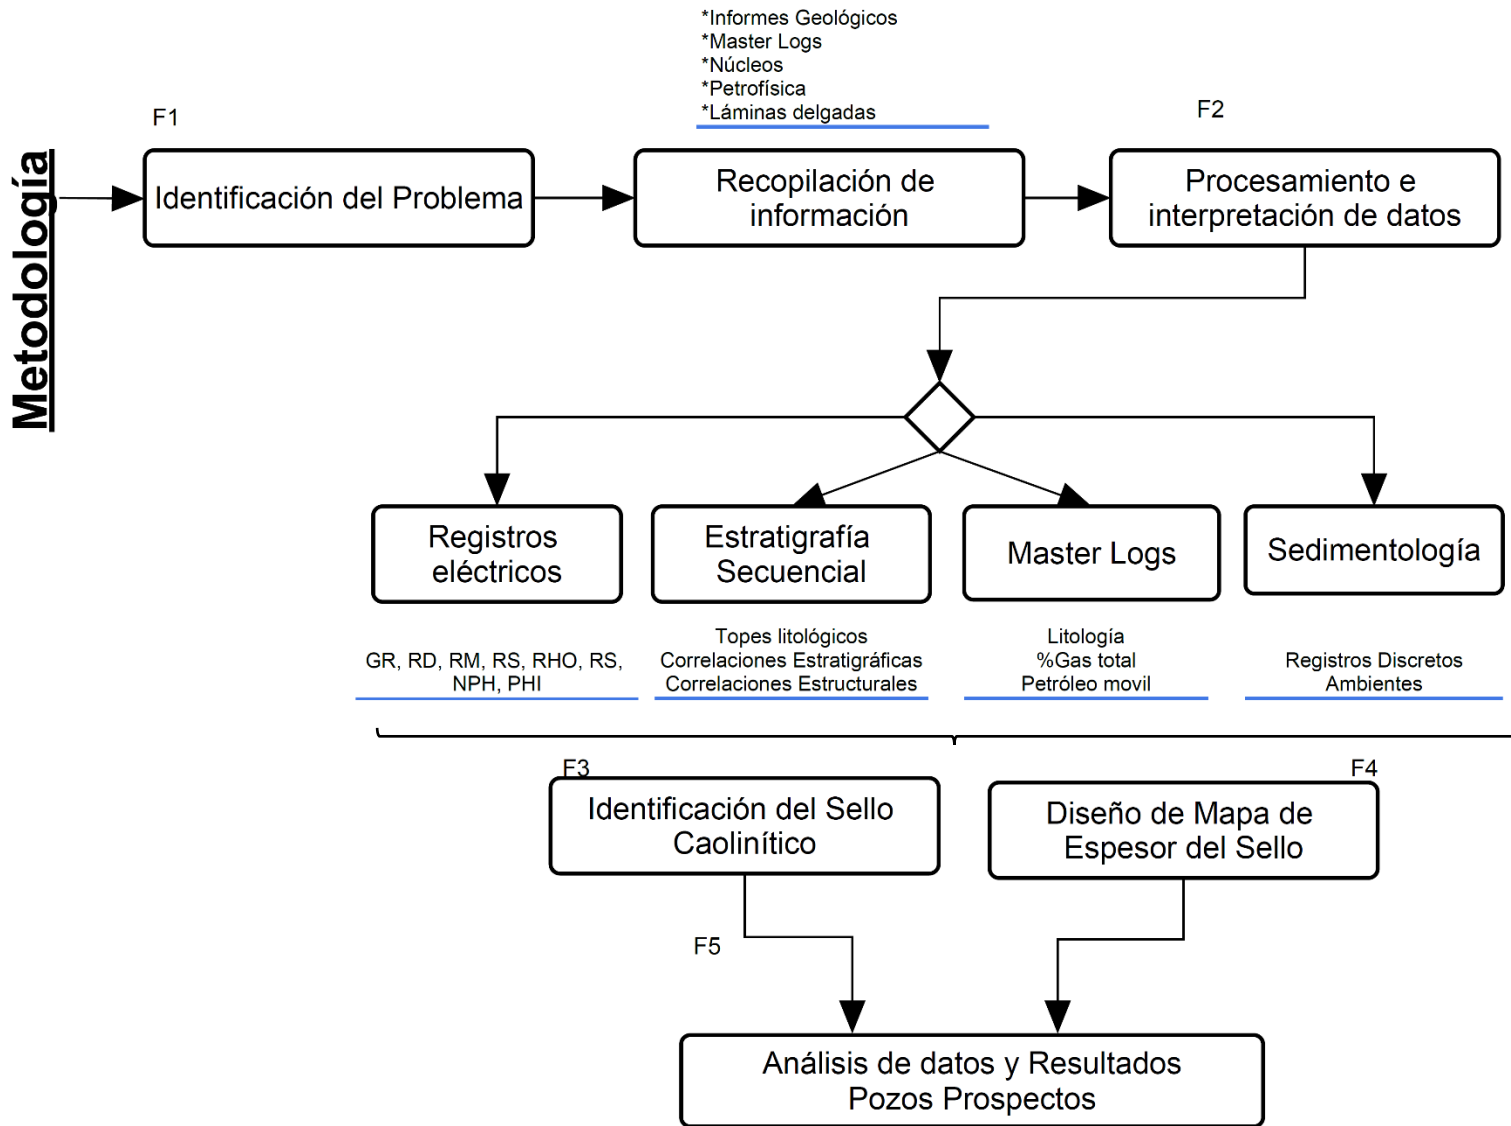 Metodología
*Informes Geológicos
*Master Logs
*Núcleos
*Petrofísica
*Láminas delgadas
F1
F2
Identificación del Problema
Recopilación de
información
Procesamiento e
interpretación de datos
Registros
eléctricos
Estratigrafía
Secuencial
Master Logs
Sedimentología
GR, RD, RM, RS, RHO, RS,
NPH, PHI
Topes litológicos
Correlaciones Estratigráficas
Correlaciones Estructurales
Litología
%Gas total
Petróleo movil
Registros Discretos
Ambientes
F3
F4
Identificación del Sello
Caolinítico
Diseño de Mapa de
Espesor del Sello
F5
Análisis de datos y Resultados
Pozos Prospectos